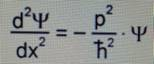 d²Ψ/dx² = - p²/ħ² · Ψ